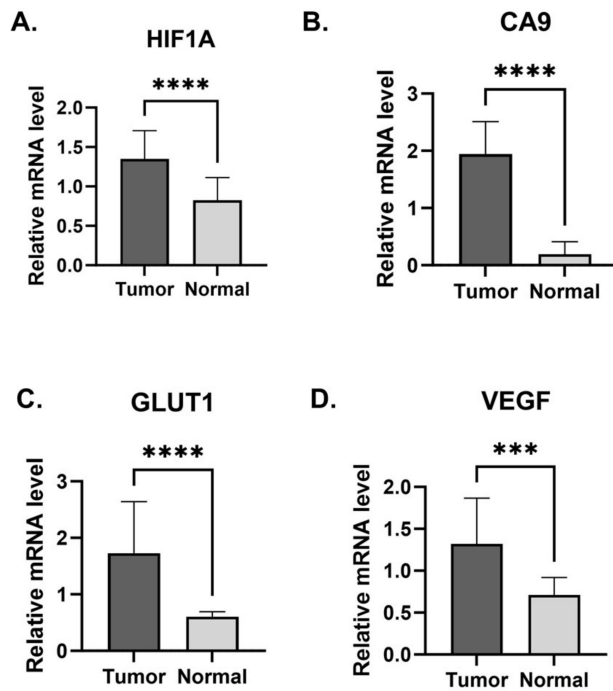 A.
HIF1A
****
Relative mRNA level
2.0
1.5
1.0
0.5
0.0
Tumor Normal
B.
CA9
****
Relative mRNA level
3
2
1
0
Tumor Normal
C.
GLUT1
****
Relative mRNA level
3
2
1
0
Tumor Normal
D.
VEGF
***
Relative mRNA level
2.0
1.5
1.0
0.5
0.0
Tumor Normal